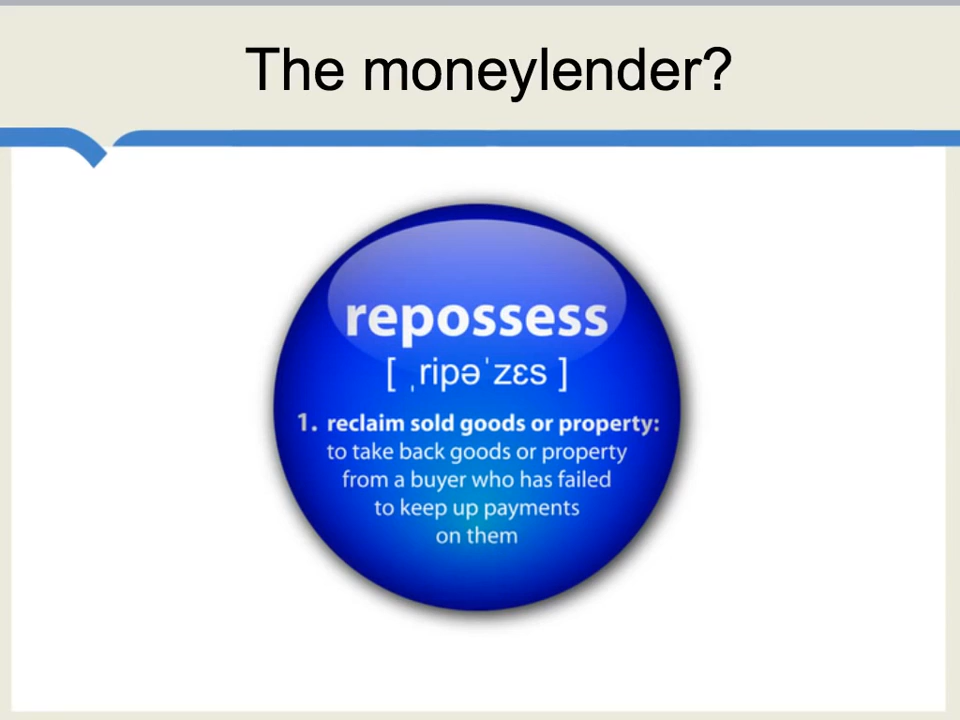 The moneylender?
repossess
[ ˌripəˈzɛs ]
1. reclaim sold goods or property:
to take back goods or property
from a buyer who has failed
to keep up payments
on them